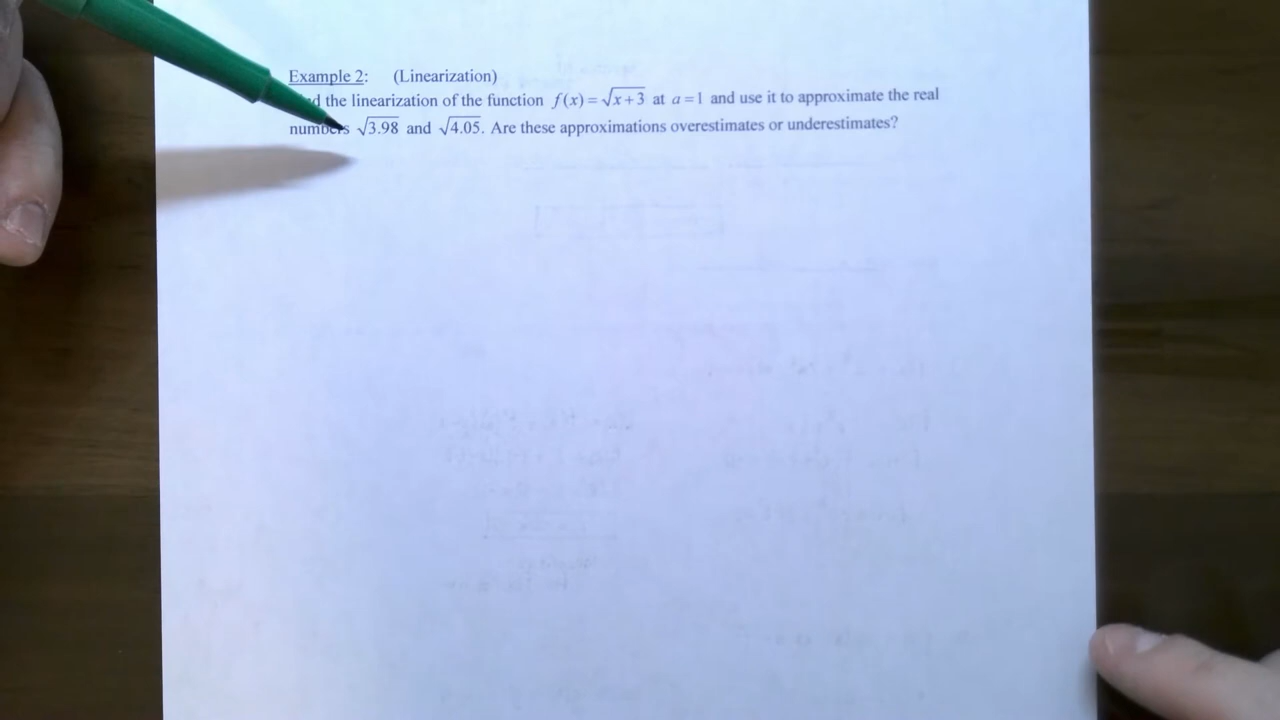 Example 2: (Linearization)
the linearization of the function f(x) = √x+3 at a = 1 and use it to approximate the real
numbers √3.98 and √4.05. Are these approximations overestimates or underestimates?